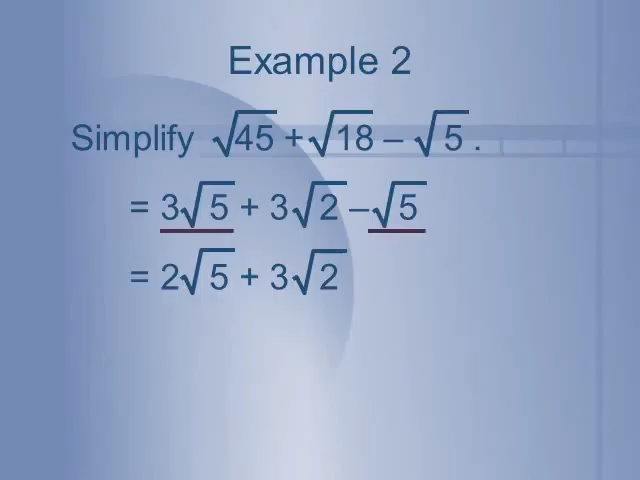 Example 2
Simplify √45 + √18 – √5 .
= 3√5 + 3√2 – √5
= 2√5 + 3√2